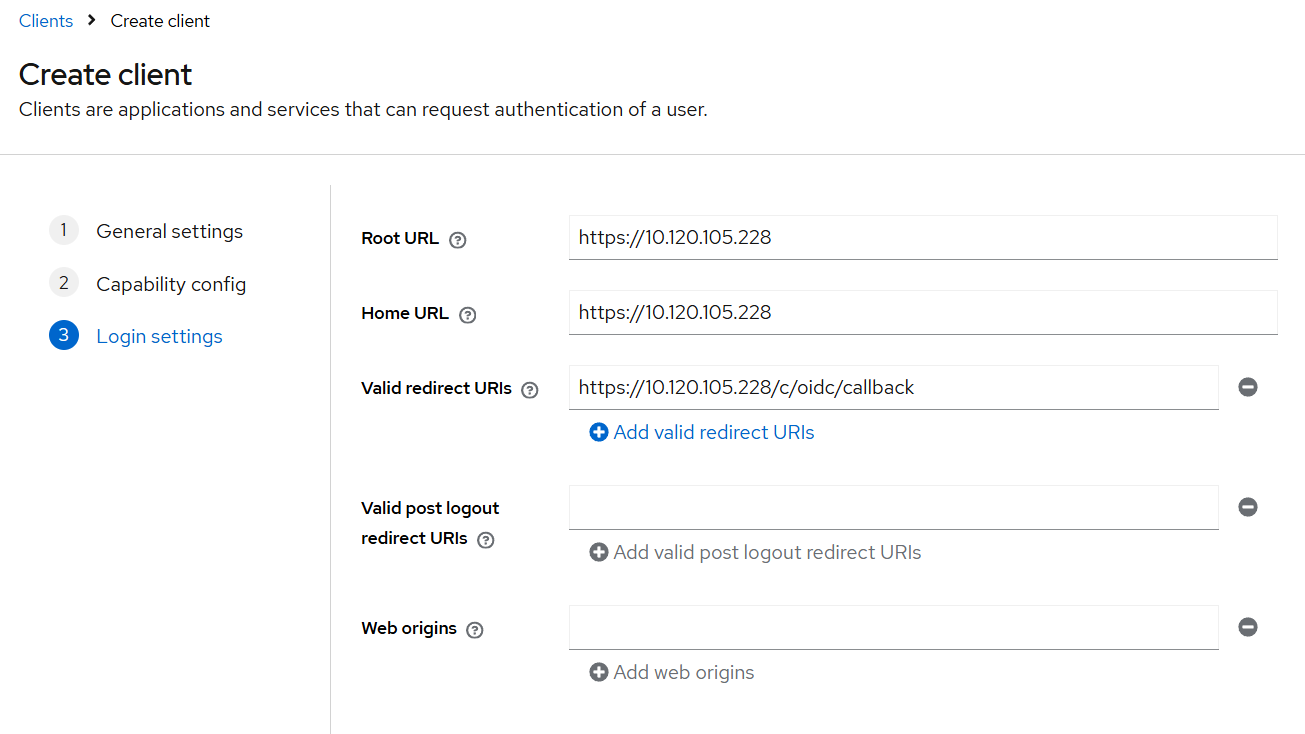 Clients > Create client
Create client
Clients are applications and services that can request authentication of a user.
1 General settings
2 Capability config
3 Login settings
Root URL ? https://10.120.105.228
Home URL ? https://10.120.105.228
Valid redirect URIs ? https://10.120.105.228/c/oidc/callback
Add valid redirect URIs
Valid post logout
redirect URIs ?
Add valid post logout redirect URIs
Web origins ?
Add web origins